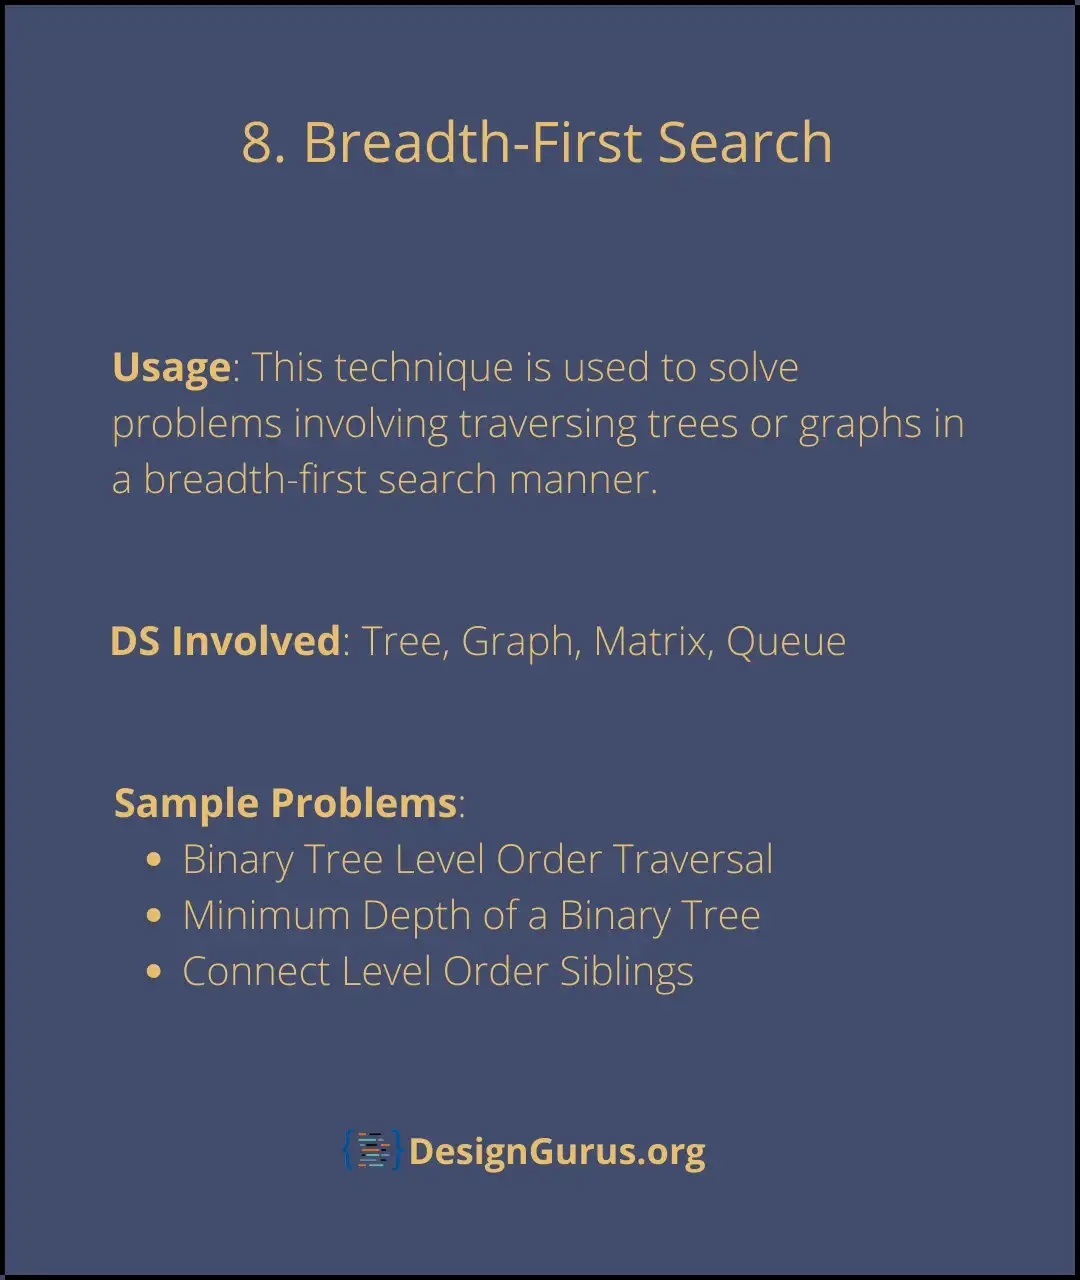 8. Breadth-First Search
Usage: This technique is used to solve
problems involving traversing trees or graphs in
a breadth-first search manner.
DS Involved: Tree, Graph, Matrix, Queue
Sample Problems:
• Binary Tree Level Order Traversal
• Minimum Depth of a Binary Tree
• Connect Level Order Siblings
DesignGurus.org